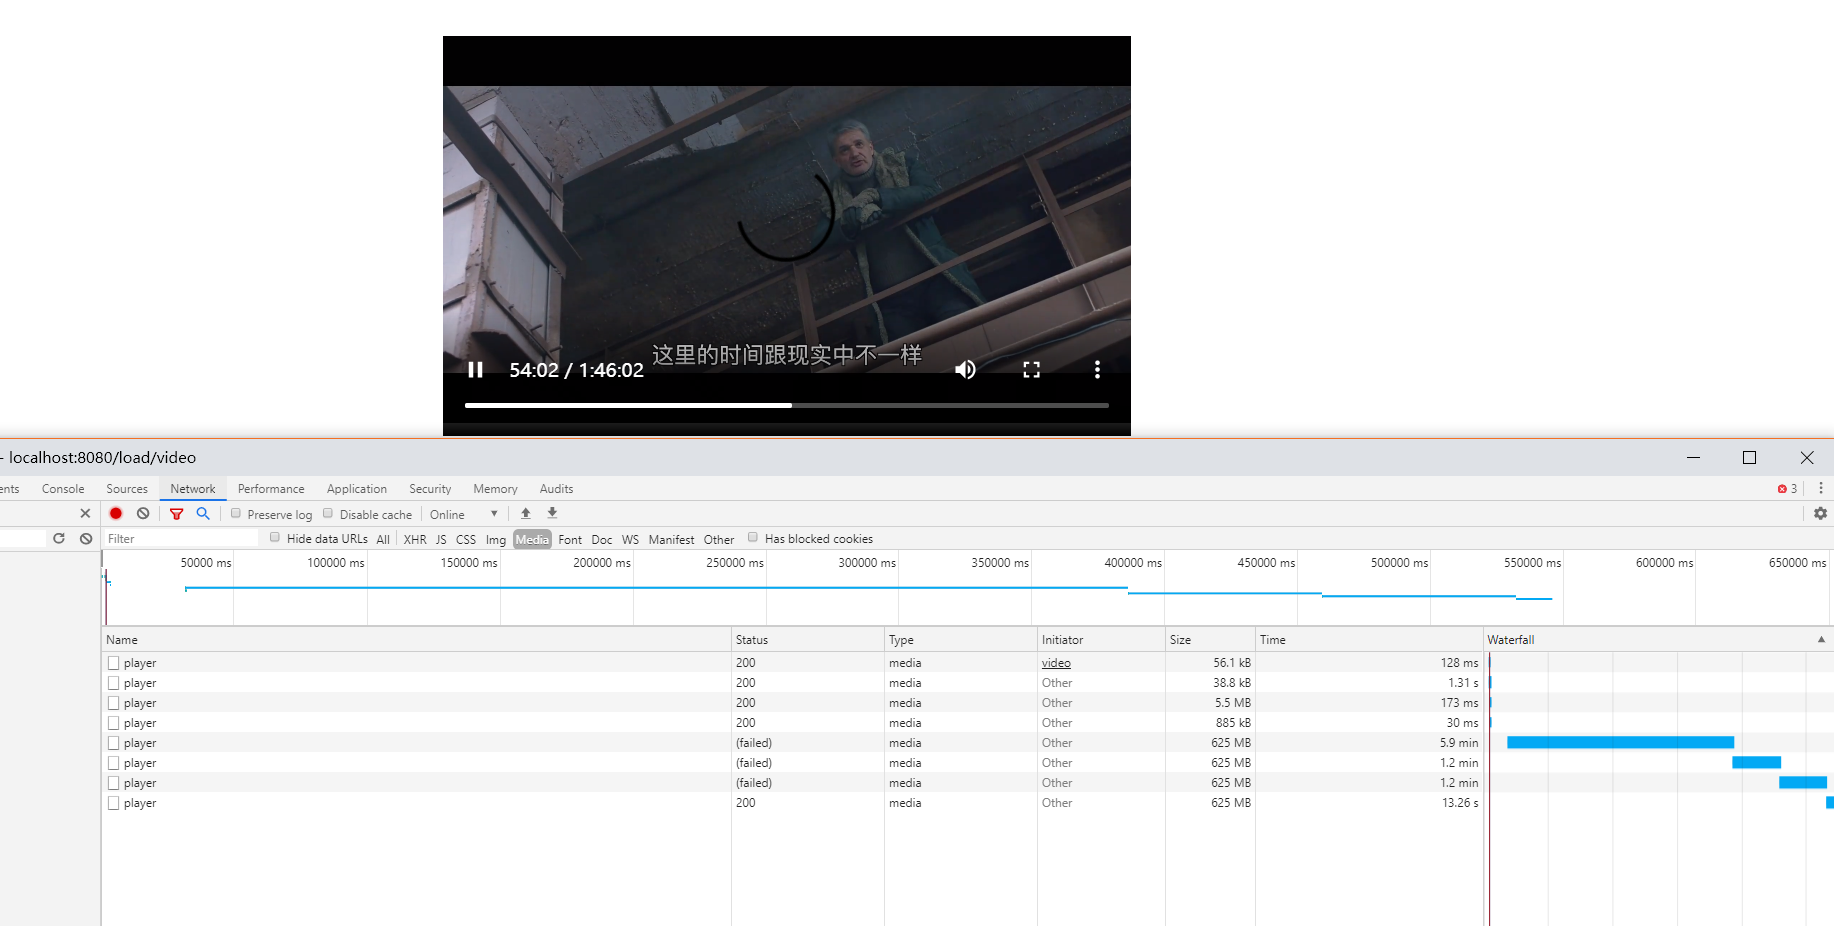 这里的时间跟现实中不一样
54:02 / 1:46:02
- localhost:8080/load/video
ents Console Sources Network Performance Application Security Memory Audits 3
Preserve log Disable cache Online
Filter Hide data URLs All XHR JS CSS Img Media Font Doc WS Manifest Other Has blocked cookies
50000 ms 100000 ms 150000 ms 200000 ms 250000 ms 300000 ms 350000 ms 400000 ms 450000 ms 500000 ms 550000 ms 600000 ms 650000 ms
Name Status Type Initiator Size Time Waterfall
player 200 media video 56.1 kB 128 ms
player 200 media Other 38.8 kB 1.31 s
player 200 media Other 5.5 MB 173 ms
player 200 media Other 885 kB 30 ms
player (failed) media Other 625 MB 5.9 min
player (failed) media Other 625 MB 1.2 min
player (failed) media Other 625 MB 1.2 min
player 200 media Other 625 MB 13.26 s